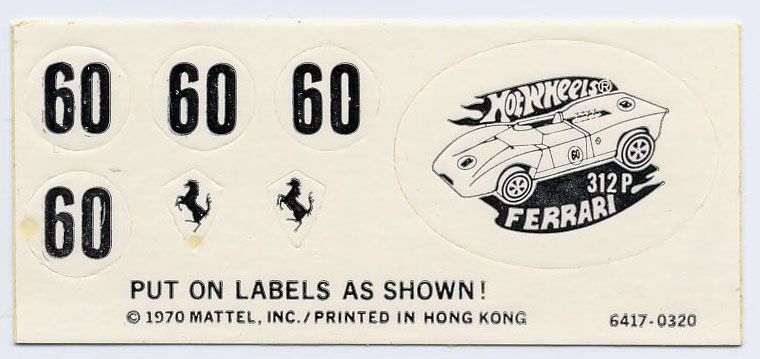 60 60 60
HOT WHEELS®
60
312 P
FERRARI
60
PUT ON LABELS AS SHOWN!
© 1970 MATTEL, INC./PRINTED IN HONG KONG
6417-0320